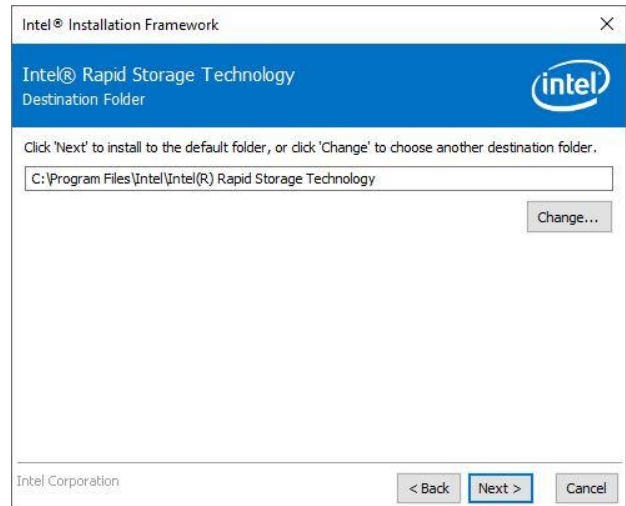 Intel® Installation Framework
Intel® Rapid Storage Technology
Destination Folder
intel
Click 'Next' to install to the default folder, or click 'Change' to choose another destination folder.
C:\Program Files\Intel\Intel(R) Rapid Storage Technology
Change...
Intel Corporation
< Back
Next >
Cancel